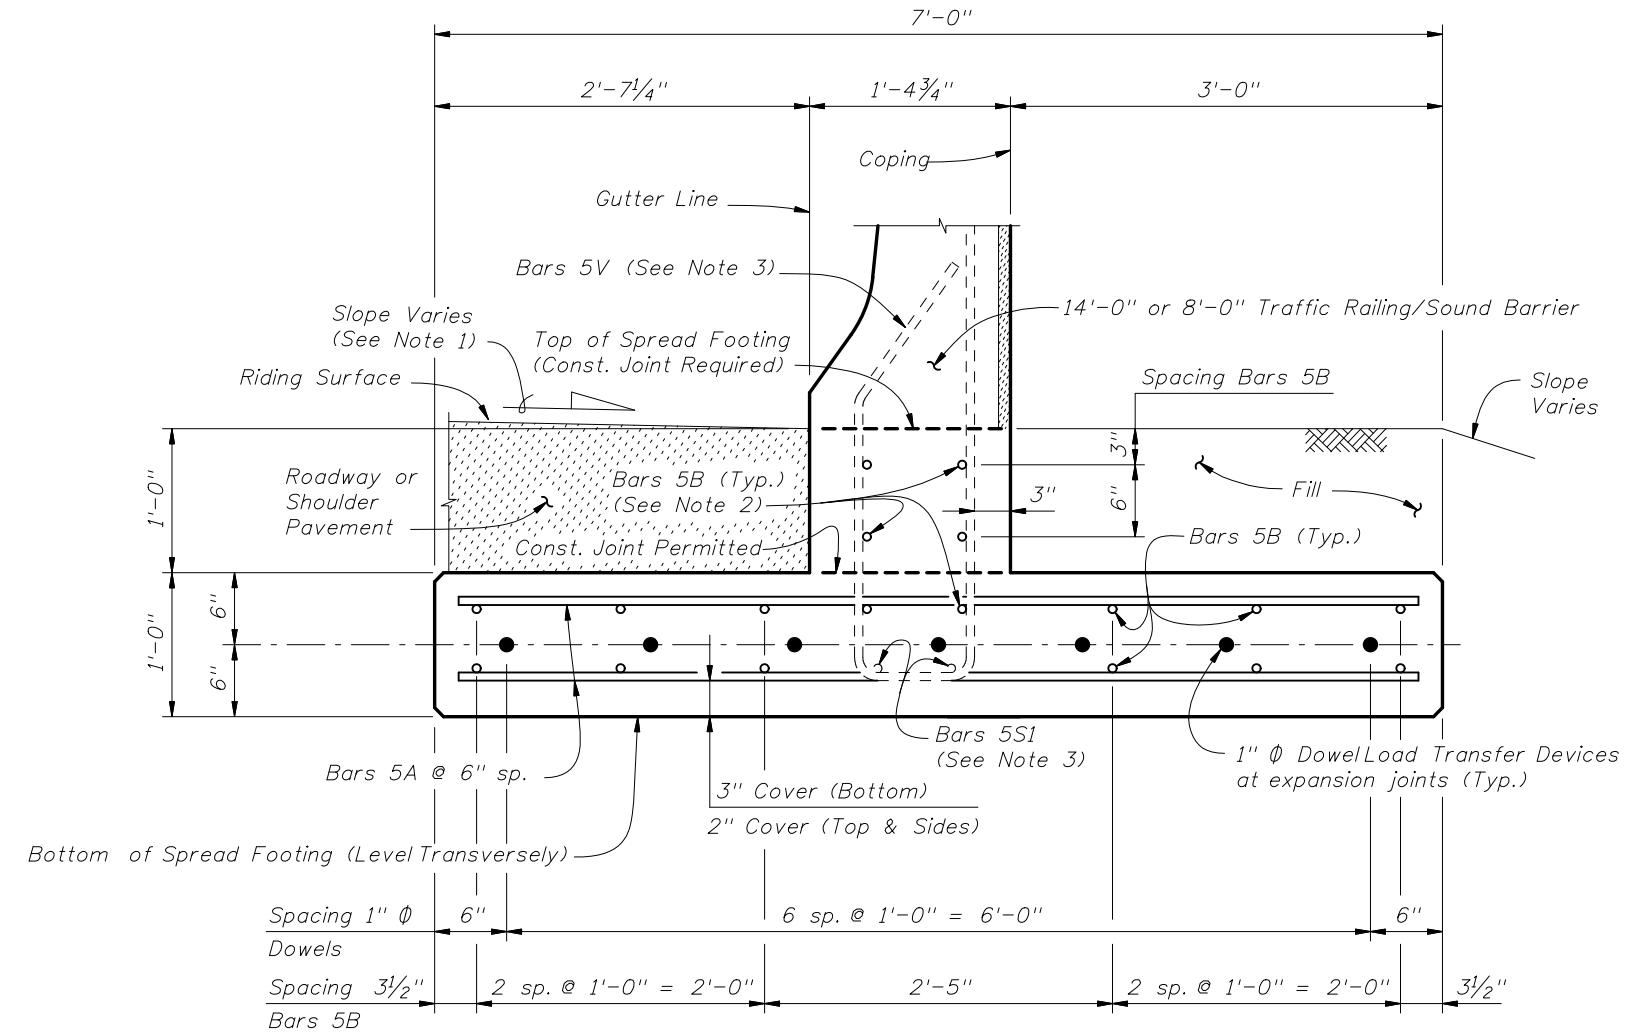 7'-0"
2'-7¼"
1'-4¾"
3'-0"
Coping
Gutter Line
Bars 5V (See Note 3)
14'-0" or 8'-0" Traffic Railing/Sound Barrier
Slope Varies
(See Note 1)
Top of Spread Footing
(Const. Joint Required)
Riding Surface
Spacing Bars 5B
Slope
Varies
3"
Roadway or
Shoulder
Pavement
Bars 5B (Typ.)
(See Note 2)
1'-0"
3"
6"
Fill
Const. Joint Permitted
Bars 5B (Typ.)
1'-0"
6"
6"
Bars 5S1
(See Note 3)
1" ϕ Dowel Load Transfer Devices
at expansion joints (Typ.)
Bars 5A @ 6" sp.
3" Cover (Bottom)
2" Cover (Top & Sides)
Bottom of Spread Footing (Level Transversely)
Spacing 1" ϕ
Dowels
6"
6 sp. @ 1'-0" = 6'-0"
6"
Spacing
Bars 5B
3½"
2 sp. @ 1'-0" = 2'-0"
2'-5"
2 sp. @ 1'-0" = 2'-0"
3½"